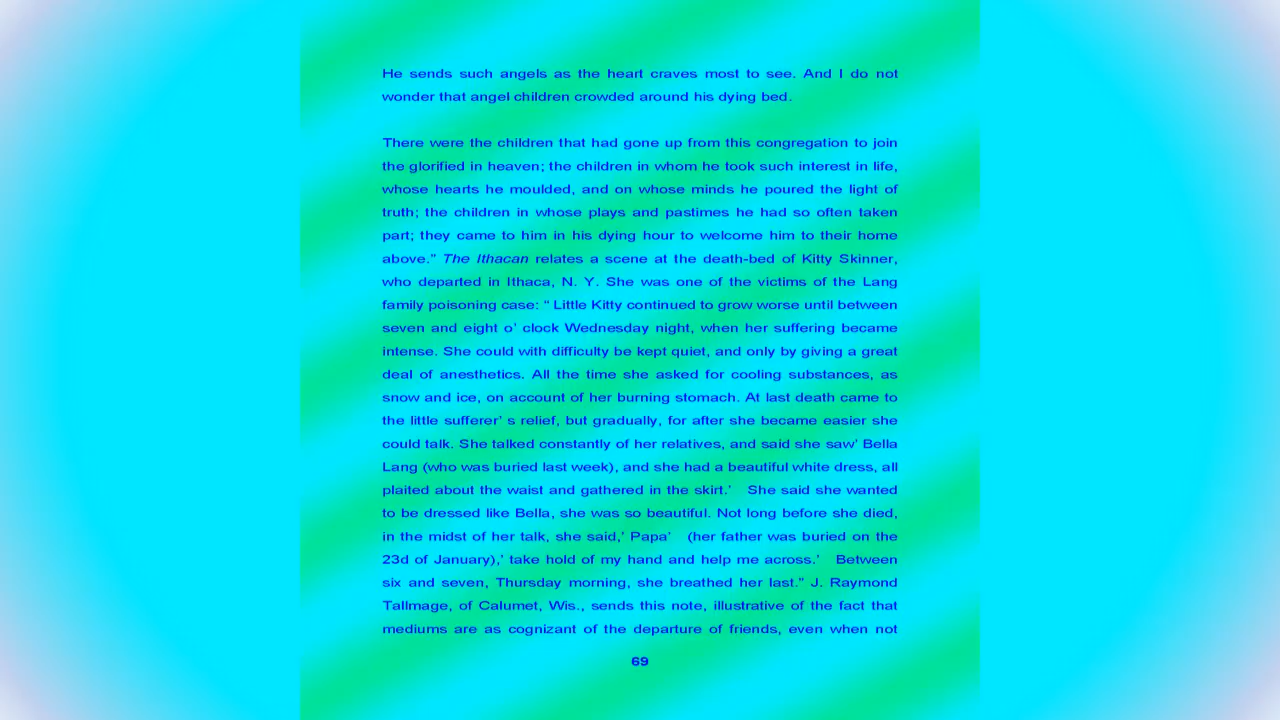 He sends such angels as the heart craves most to see. And I do not
wonder that angel children crowded around his dying bed.
There were the children that had gone up from this congregation to join
the glorified in heaven; the children in whom he took such interest in life,
whose hearts he moulded, and on whose minds he poured the light of
truth; the children in whose plays and pastimes he had so often taken
part; they came to him in his dying hour to welcome him to their home
above.” The Ithacan relates a scene at the death-bed of Kitty Skinner,
who departed in Ithaca, N. Y. She was one of the victims of the Lang
family poisoning case: “ Little Kitty continued to grow worse until between
seven and eight o’ clock Wednesday night, when her suffering became
intense. She could with difficulty be kept quiet, and only by giving a great
deal of anesthetics. All the time she asked for cooling substances, as
snow and ice, on account of her burning stomach. At last death came to
the little sufferer’ s relief, but gradually, for after she became easier she
could talk. She talked constantly of her relatives, and said she saw’ Bella
Lang (who was buried last week), and she had a beautiful white dress, all
plaited about the waist and gathered in the skirt.’ She said she wanted
to be dressed like Bella, she was so beautiful. Not long before she died,
in the midst of her talk, she said,’ Papa’ (her father was buried on the
23d of January),’ take hold of my hand and help me across.’ Between
six and seven, Thursday morning, she breathed her last.” J. Raymond
Tallmage, of Calumet, Wis., sends this note, illustrative of the fact that
mediums are as cognizant of the departure of friends, even when not
69